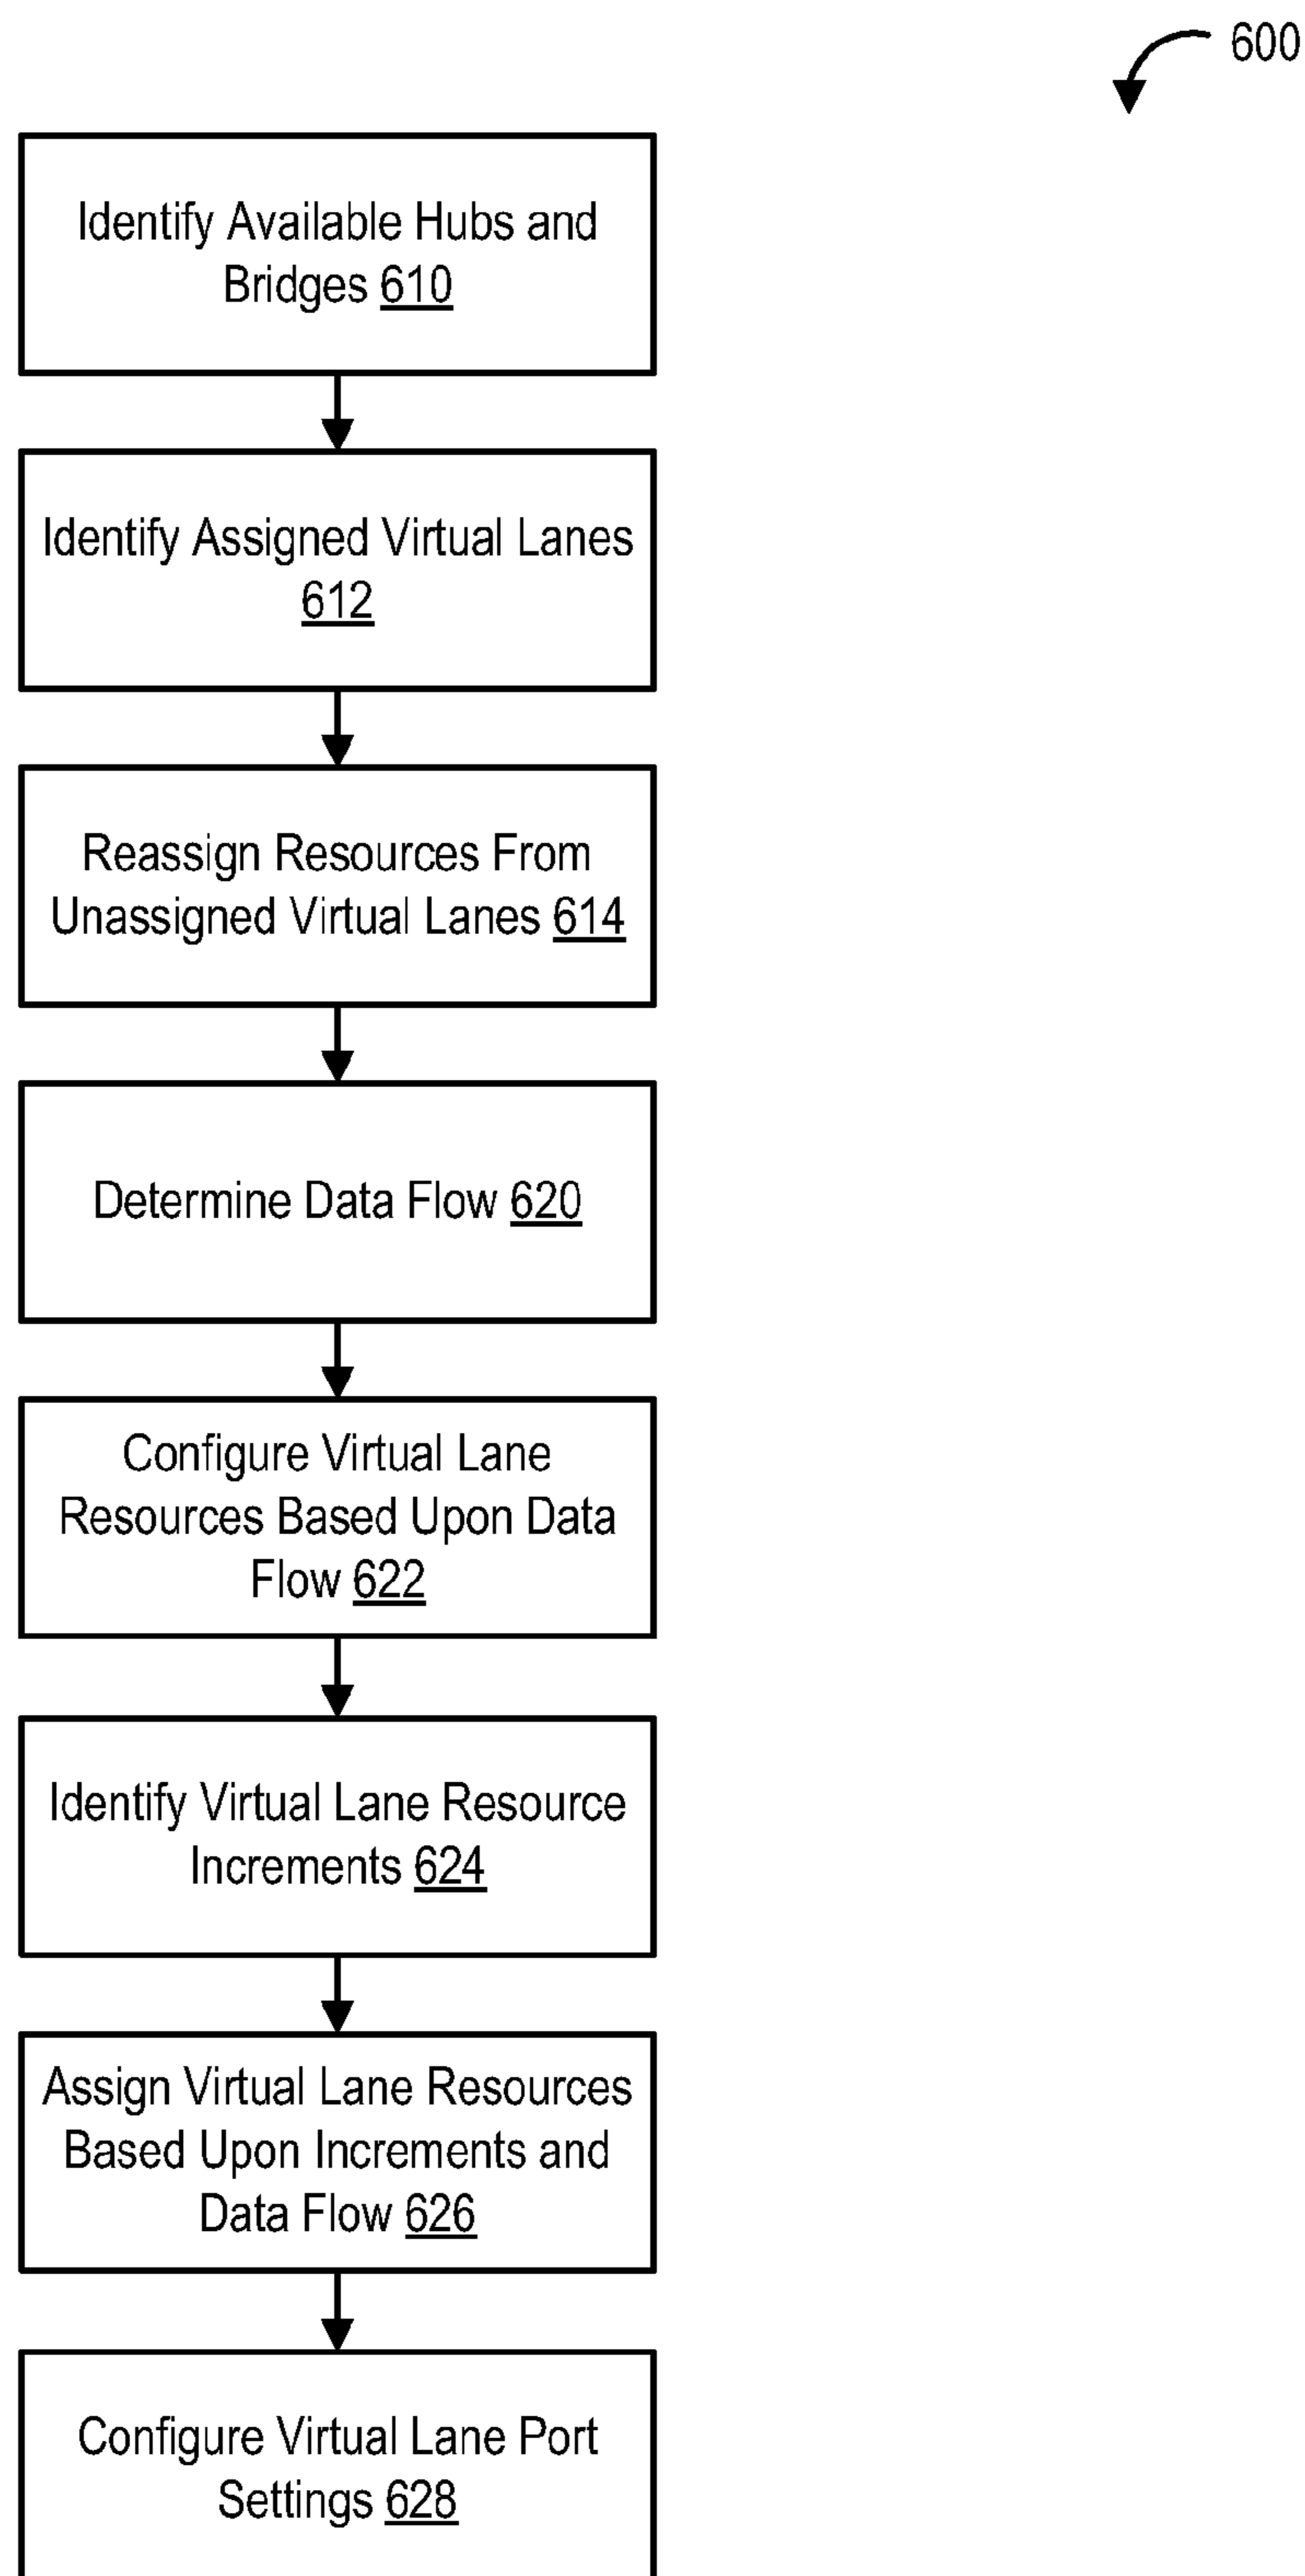 600
Identify Available Hubs and
Bridges 610
Identify Assigned Virtual Lanes
612
Reassign Resources From
Unassigned Virtual Lanes 614
Determine Data Flow 620
Configure Virtual Lane
Resources Based Upon Data
Flow 622
Identify Virtual Lane Resource
Increments 624
Assign Virtual Lane Resources
Based Upon Increments and
Data Flow 626
Configure Virtual Lane Port
Settings 628